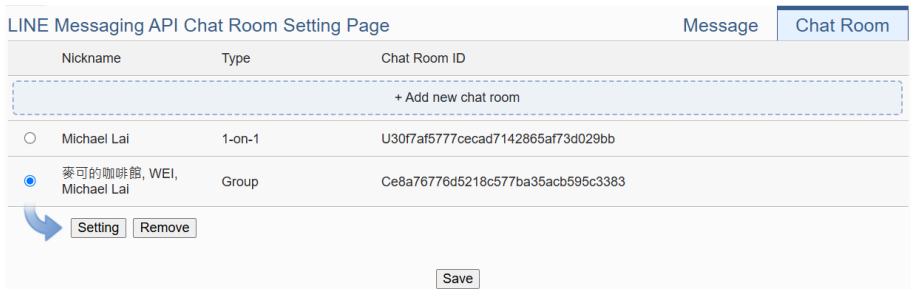 LINE Messaging API Chat Room Setting Page
Message
Chat Room
Nickname Type Chat Room ID
+ Add new chat room
Michael Lai 1-on-1 U30f7af5777cecad7142865af73d029bb
麥可的咖啡館, WEI,
Michael Lai
Group Ce8a76776d5218c577ba35acb595c3383
Setting Remove
Save